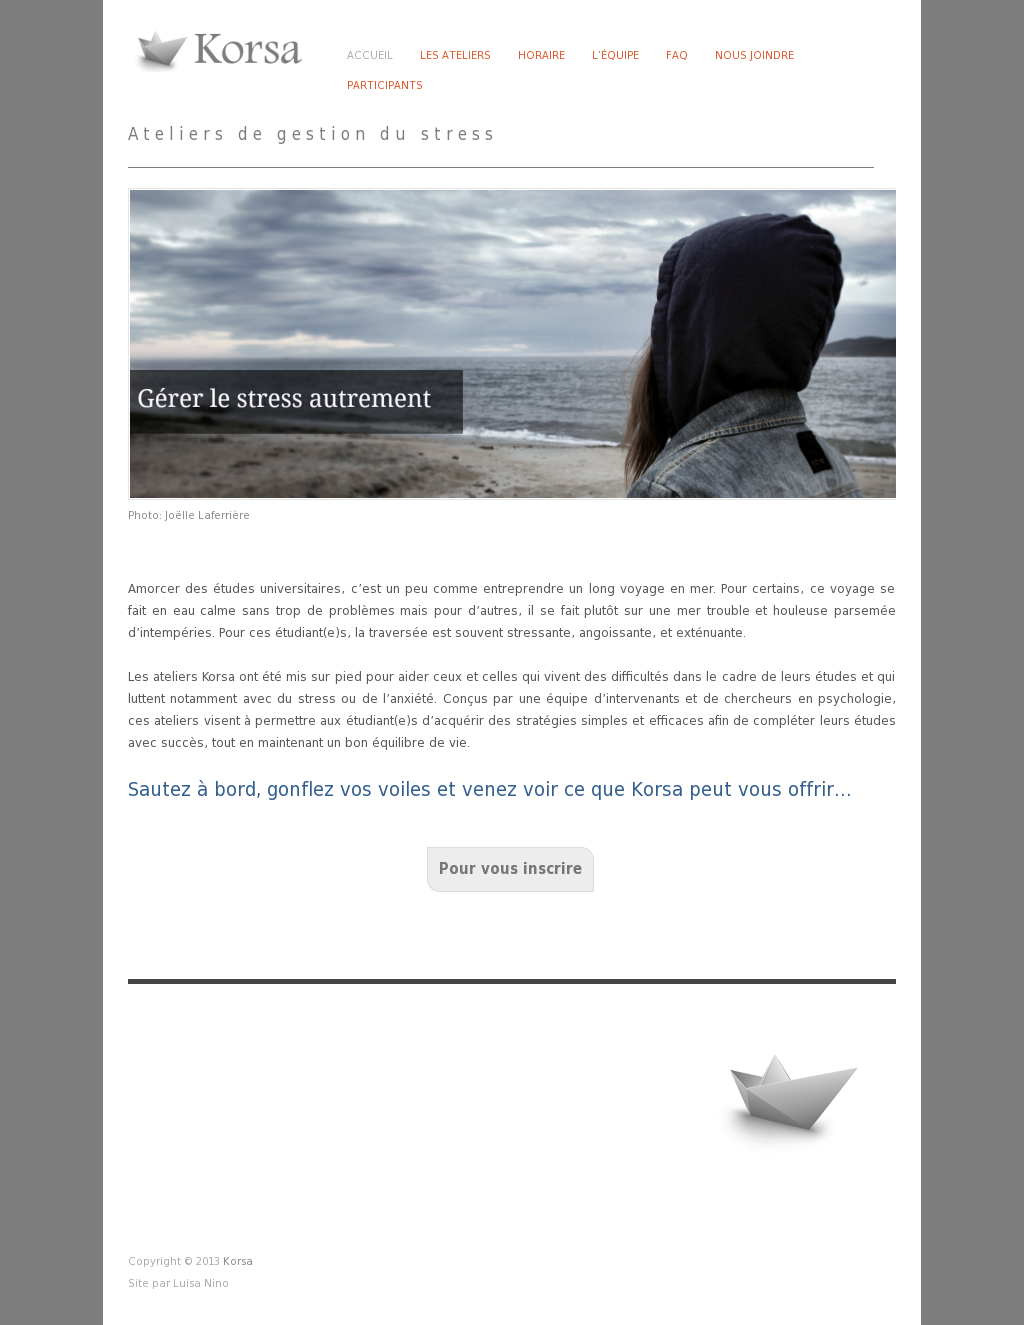 Korsa
ACCUEIL LES ATELIERS HORAIRE L’ÉQUIPE FAQ NOUS JOINDRE
PARTICIPANTS
Ateliers de gestion du stress
Gérer le stress autrement
Photo: Joëlle Laferrière
Amorcer des études universitaires, c’est un peu comme entreprendre un long voyage en mer. Pour certains, ce voyage se
fait en eau calme sans trop de problèmes mais pour d’autres, il se fait plutôt sur une mer trouble et houleuse parsemée
d’intempéries. Pour ces étudiant(e)s, la traversée est souvent stressante, angoissante, et exténuante.
Les ateliers Korsa ont été mis sur pied pour aider ceux et celles qui vivent des difficultés dans le cadre de leurs études et qui
luttent notamment avec du stress ou de l’anxiété. Conçus par une équipe d’intervenants et de chercheurs en psychologie,
ces ateliers visent à permettre aux étudiant(e)s d’acquérir des stratégies simples et efficaces afin de compléter leurs études
avec succès, tout en maintenant un bon équilibre de vie.
Sautez à bord, gonflez vos voiles et venez voir ce que Korsa peut vous offrir…
Pour vous inscrire
Copyright © 2013 Korsa
Site par Luisa Nino